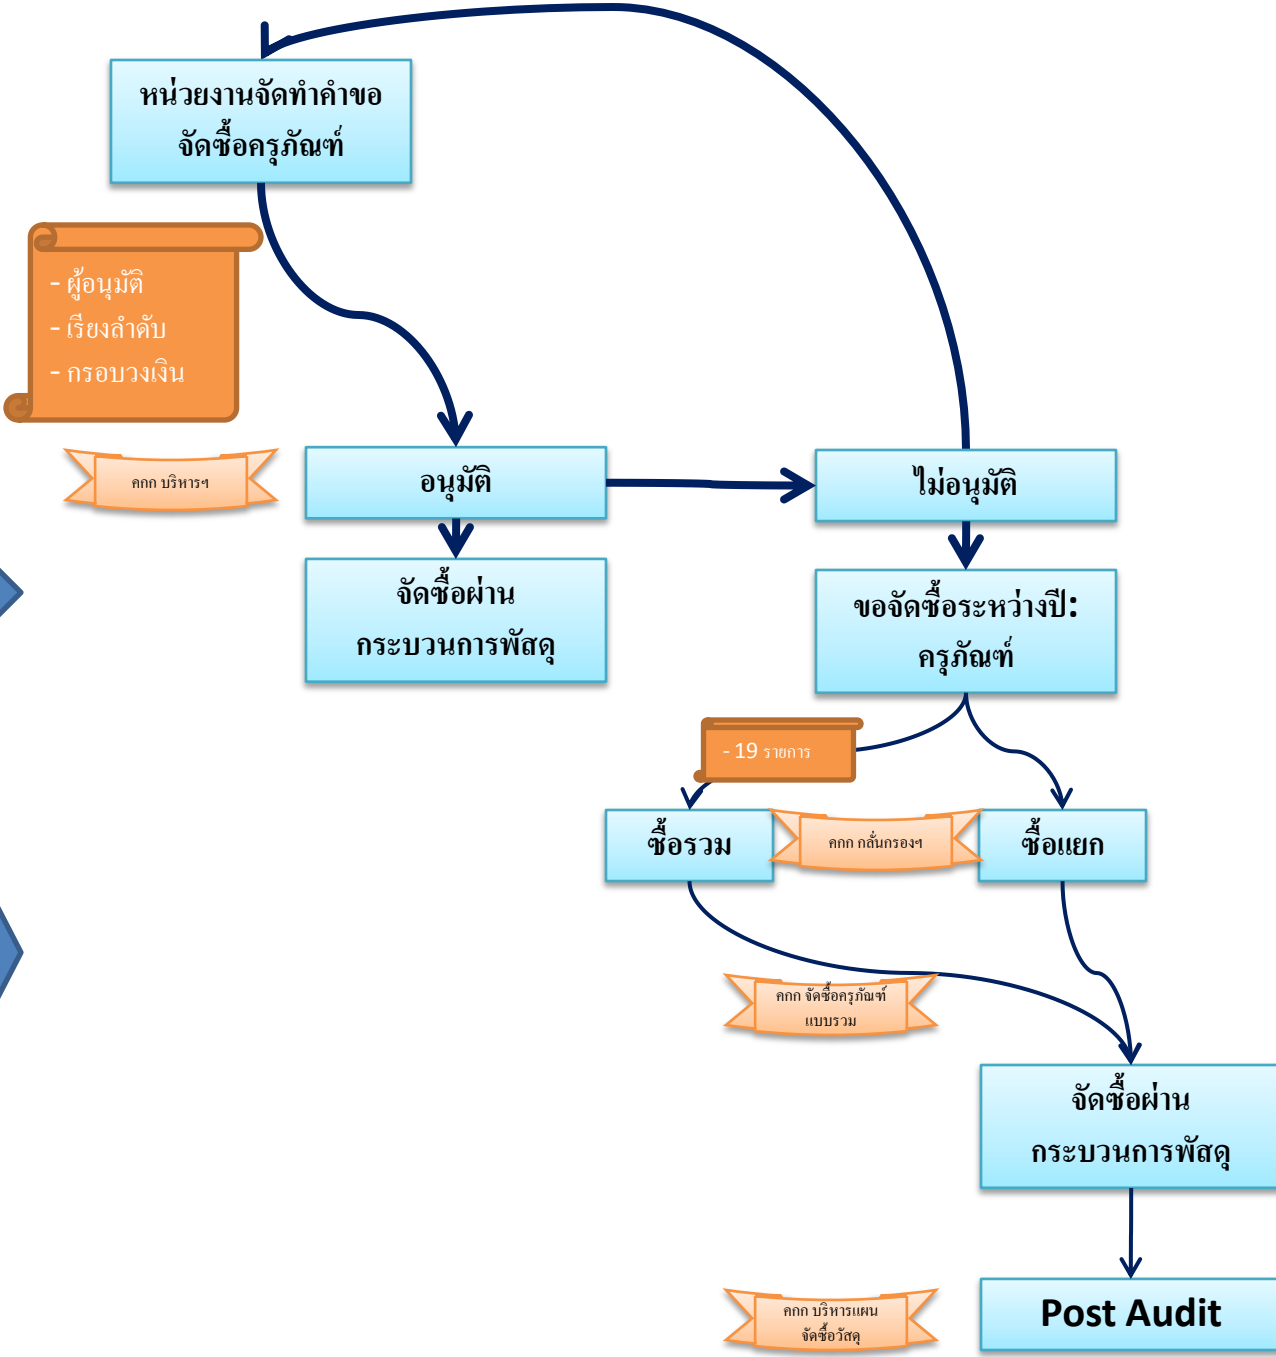 หน่วยงานจัดทำคำขอ
จัดซื้อครุภัณฑ์
- ผู้อนุมัติ
- เรียงลำดับ
- กรอบวงเงิน
คกก บริหารฯ
อนุมัติ
ไม่อนุมัติ
จัดซื้อผ่าน
กระบวนการพัสดุ
ขอจัดซื้อระหว่างปี:
ครุภัณฑ์
- 19 รายการ
ซื้อรวม
คกก กลั่นกรองฯ
ซื้อแยก
คกก จัดซื้อครุภัณฑ์
แบบรวม
จัดซื้อผ่าน
กระบวนการพัสดุ
คกก บริหารแผน
จัดซื้อวัสดุ
Post Audit